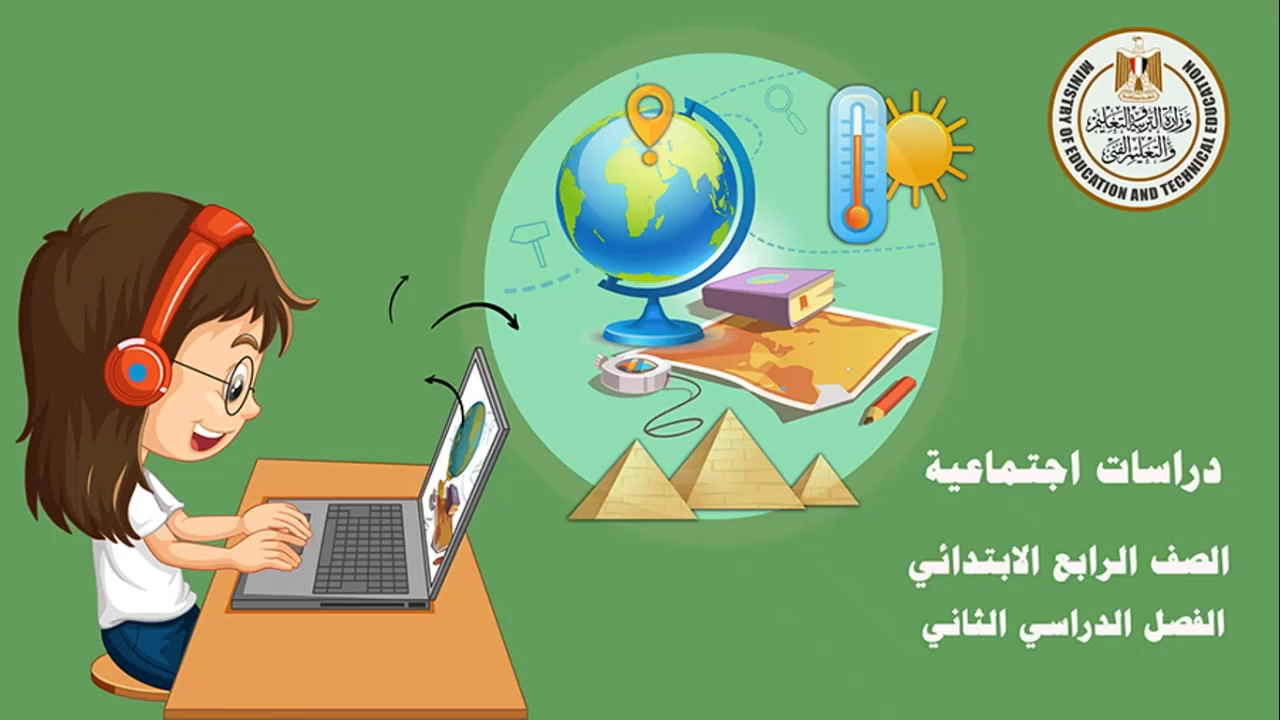 MINISTRY OF EDUCATION AND TECHNICAL EDUCATION
وزارة التربية والتعليم
والتعليم الفني
دراسات اجتماعية
الصف الرابع الابتدائي
الفصل الدراسي الثاني